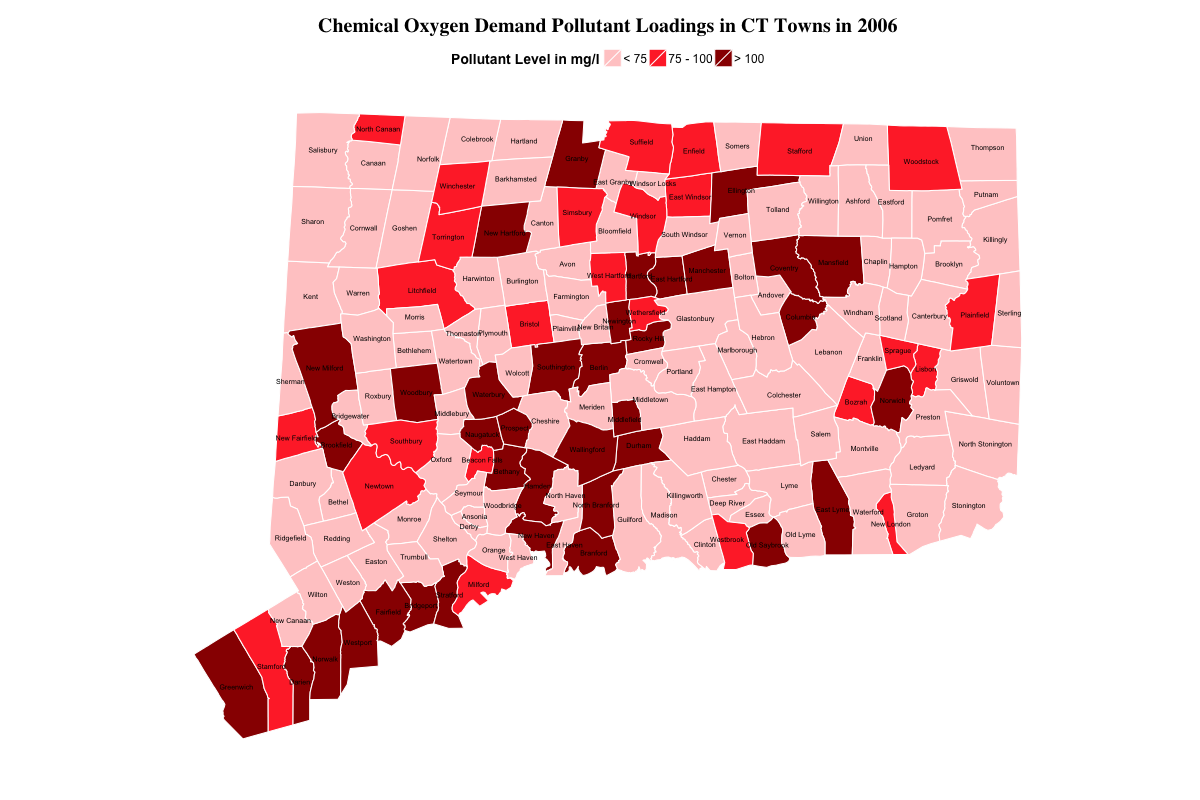 Chemical Oxygen Demand Pollutant Loadings in CT Towns in 2006
Pollutant Level in mg/l < 75 75 - 100 > 100
North Canaan
Colebrook
Hartland
Salisbury
Canaan
Norfolk
Granby
Suffield
Enfield
Somers
Stafford
Union
Woodstock
Thompson
Winchester
Barkhamsted
East Granby
Windsor Locks
East Windsor
Ellington
Tolland
Willington
Ashford
Eastford
Putnam
Pomfret
Sharon
Cornwall
Goshen
Torrington
New Hartford
Canton
Simsbury
Bloomfield
Windsor
South Windsor
Vernon
Killingly
Kent
Warren
Litchfield
Harwinton
Burlington
Avon
Farmington
West Hartford
Hartford
East Hartford
Manchester
Bolton
Coventry
Mansfield
Chaplin
Hampton
Brooklyn
Andover
Morris
Bristol
Plainville
New Britain
Newington
Wethersfield
Glastonbury
Columbia
Windham
Scotland
Canterbury
Plainfield
Sterling
Washington
Thomaston
Plymouth
Rocky Hill
Hebron
Marlborough
Lebanon
Franklin
Sprague
Lisbon
Griswold
Voluntown
Bethlehem
Watertown
Wolcott
Southington
Berlin
Cromwell
Portland
East Hampton
Colchester
New Milford
Sherman
Roxbury
Woodbury
Waterbury
Middlebury
Cheshire
Meriden
Middletown
Middlefield
Bozrah
Norwich
Preston
Bridgewater
New Fairfield
Brookfield
Southbury
Naugatuck
Prospect
Wallingford
Durham
Haddam
East Haddam
Salem
Montville
North Stonington
Ledyard
Oxford
Beacon Falls
Bethany
Danbury
Newtown
Bethel
Seymour
Woodbridge
Hamden
North Haven
North Branford
Killingworth
Chester
Deep River
Lyme
Essex
East Lyme
Waterford
New London
Groton
Stonington
Monroe
Ansonia
Derby
Guilford
Madison
Ridgefield
Redding
Shelton
Orange
New Haven
West Haven
East Haven
Branford
Clinton
Westbrook
Old Saybrook
Old Lyme
Easton
Trumbull
Weston
Wilton
Milford
Stratford
Bridgeport
Fairfield
New Canaan
Westport
Norwalk
Stamford
Darien
Greenwich